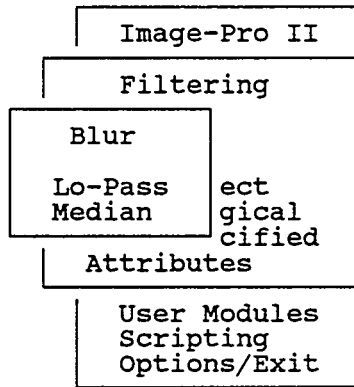 Image-Pro II
Filtering
Blur
Lo-Pass ect
Median gical
cified
Attributes
User Modules
Scripting
Options/Exit